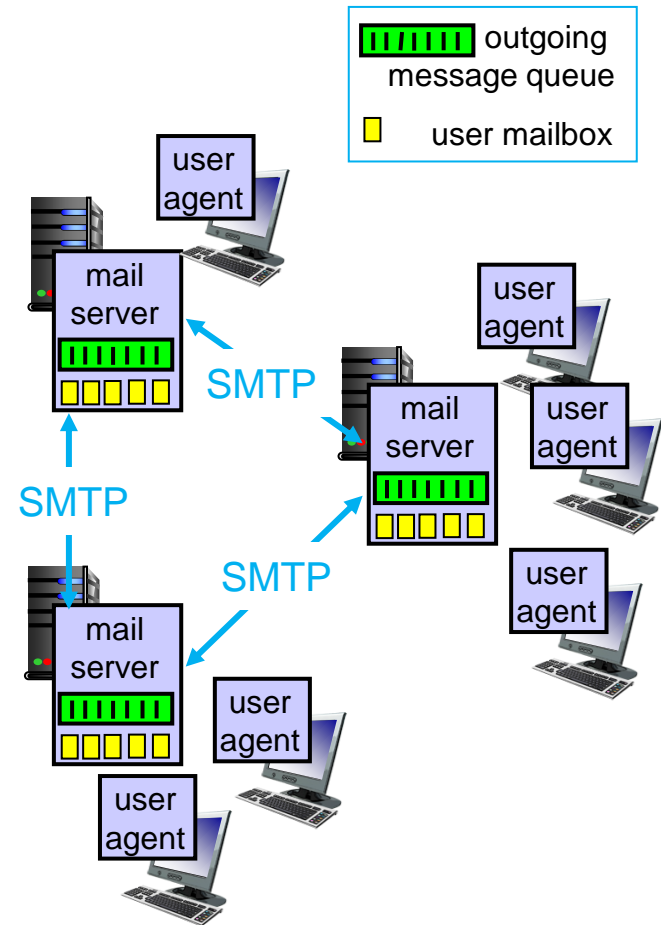 outgoing
message queue
user mailbox
user
agent
mail
server
SMTP
user
agent
mail
server
user
agent
SMTP
SMTP
user
agent
mail
server
user
agent
user
agent